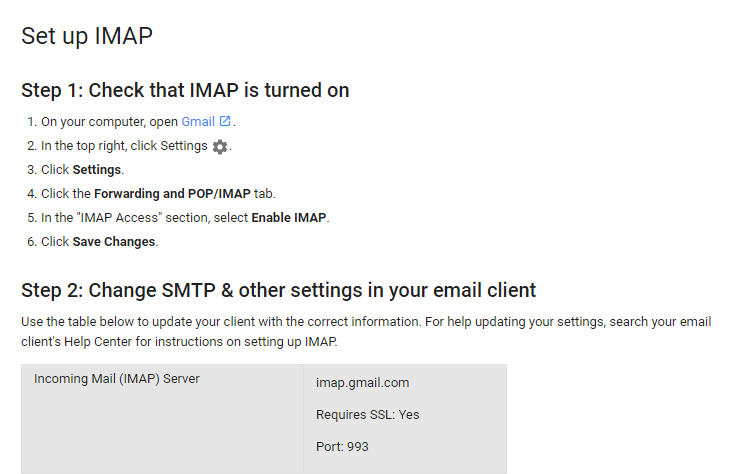 Set up IMAP
Step 1: Check that IMAP is turned on
1. On your computer, open Gmail.
2. In the top right, click Settings.
3. Click Settings.
4. Click the Forwarding and POP/IMAP tab.
5. In the "IMAP Access" section, select Enable IMAP.
6. Click Save Changes.
Step 2: Change SMTP & other settings in your email client
Use the table below to update your client with the correct information. For help updating your settings, search your email
client's Help Center for instructions on setting up IMAP.
Incoming Mail (IMAP) Server
imap.gmail.com
Requires SSL: Yes
Port: 993